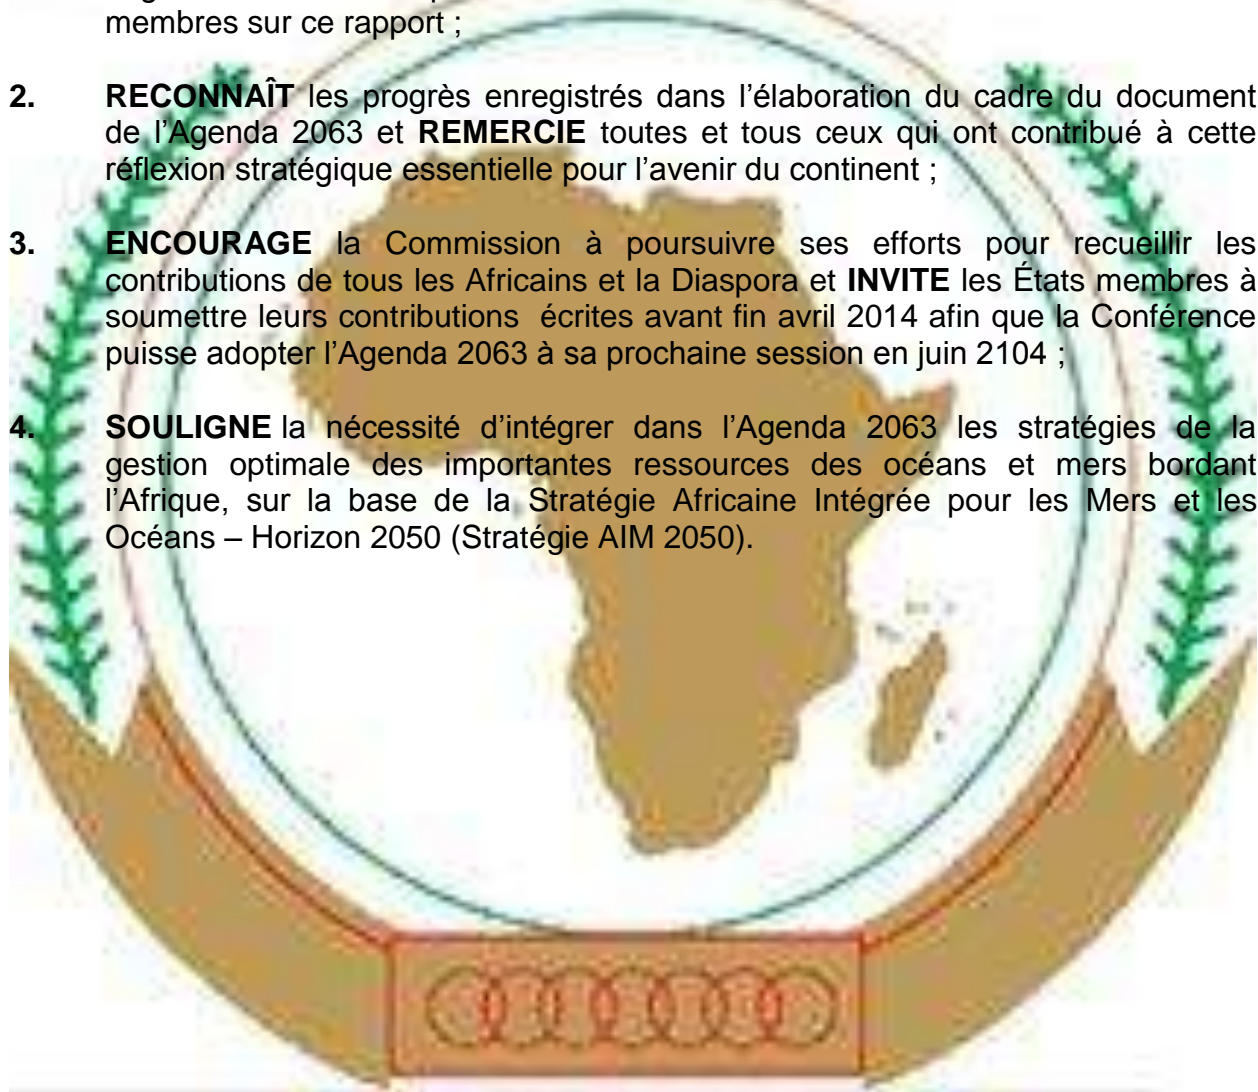 membres sur ce rapport ;
2. RECONNAÎT les progrès enregistrés dans l’élaboration du cadre du document
de l’Agenda 2063 et REMERCIE toutes et tous ceux qui ont contribué à cette
réflexion stratégique essentielle pour l’avenir du continent ;
3. ENCOURAGE la Commission à poursuivre ses efforts pour recueillir les
contributions de tous les Africains et la Diaspora et INVITE les États membres à
soumettre leurs contributions écrites avant fin avril 2014 afin que la Conférence
puisse adopter l’Agenda 2063 à sa prochaine session en juin 2104 ;
4. SOULIGNE la nécessité d’intégrer dans l’Agenda 2063 les stratégies de la
gestion optimale des importantes ressources des océans et mers bordant
l’Afrique, sur la base de la Stratégie Africaine Intégrée pour les Mers et les
Océans – Horizon 2050 (Stratégie AIM 2050).